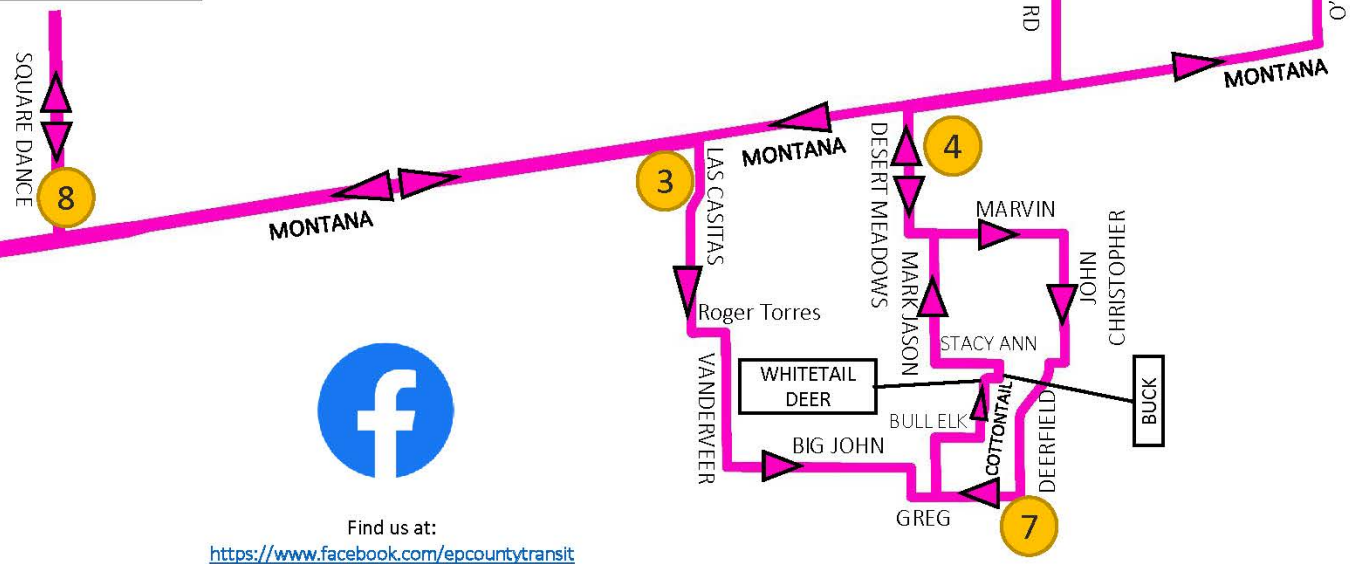 SQUARE DANCE
8
MONTANA
3
LAS CASITAS
MONTANA
RD
MONTANA
O
4
DESERT MEADOWS
MARVIN
JOHN
CHRISTOPHER
MARK JASON
Roger Torres
STACY ANN
VANDERVEER
WHITETAIL
DEER
BUCK
BULL ELK
COTTONTAIL
DEERFIELD
BIG JOHN
GREG
7
f
Find us at:
https://www.facebook.com/epcountytransit